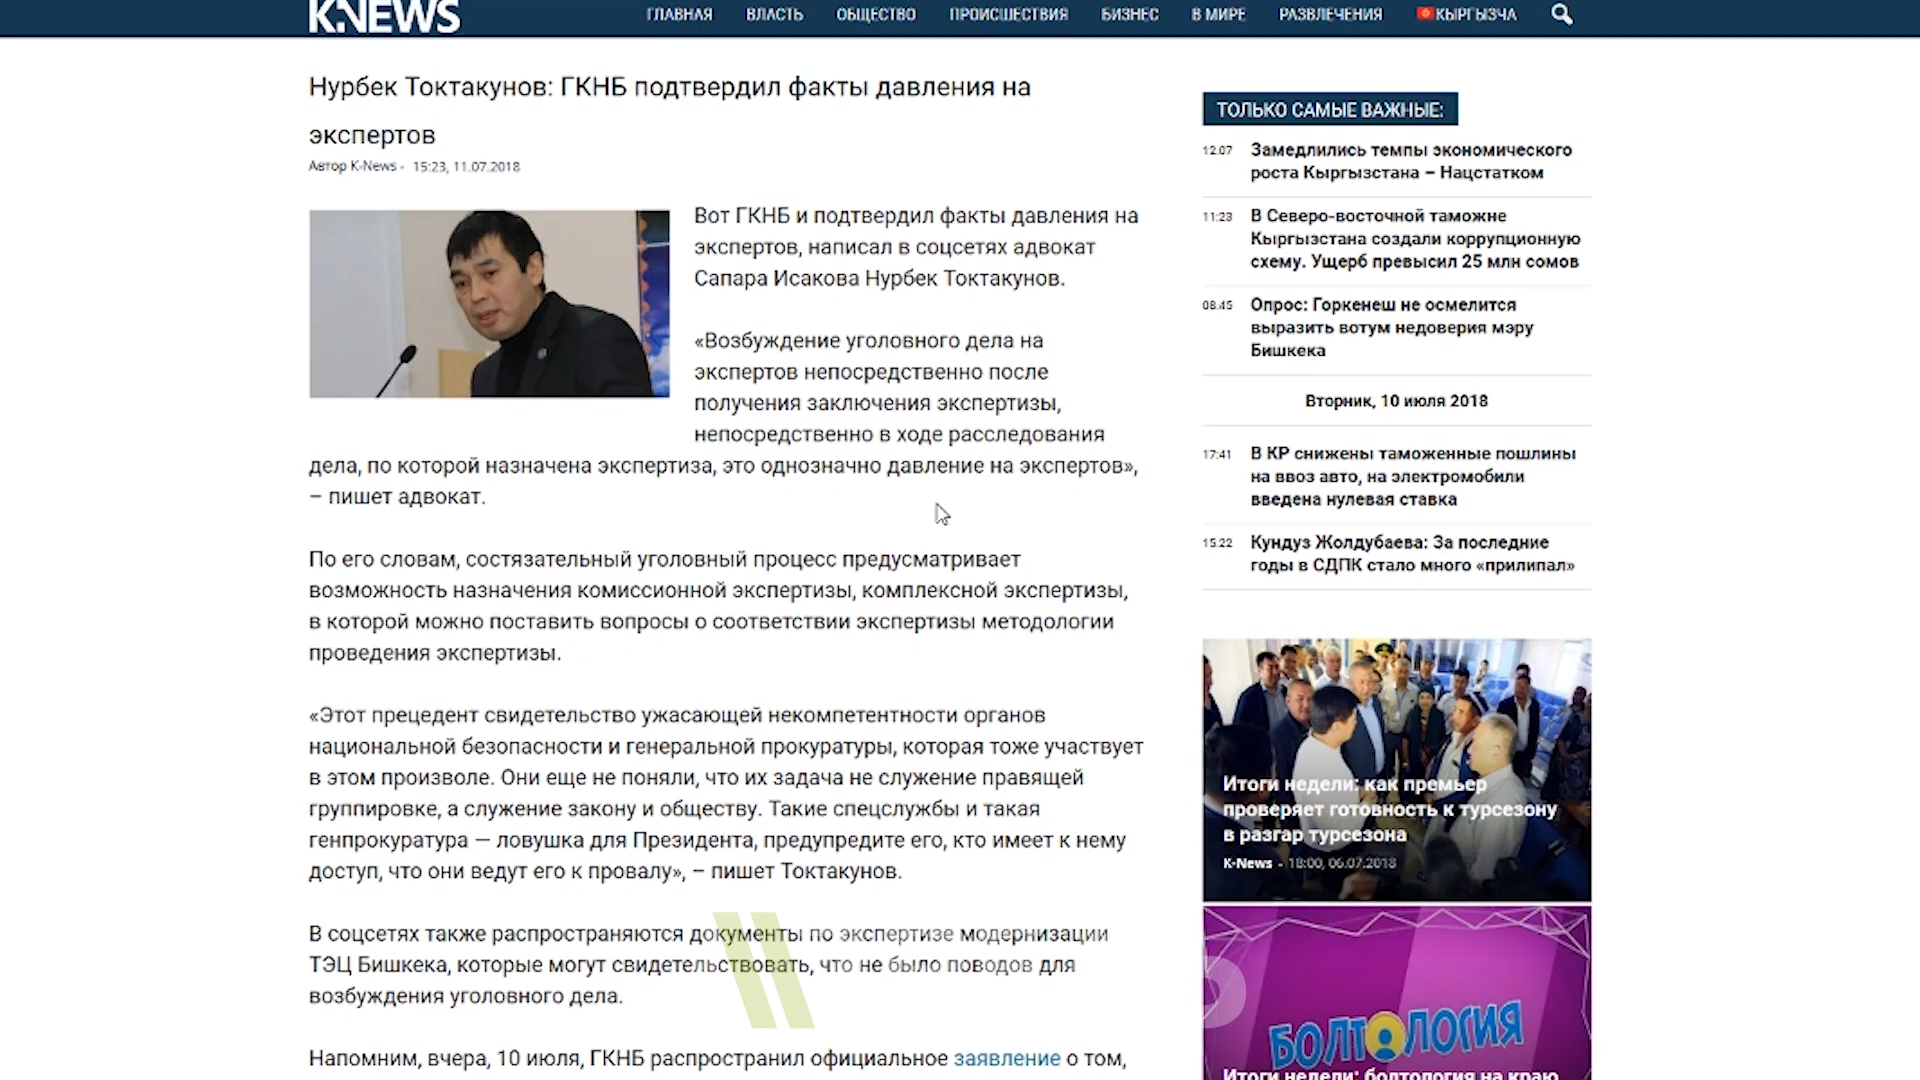 K-NEWS
ГЛАВНАЯ ВЛАСТЬ ОБЩЕСТВО ПРОИСШЕСТВИЯ БИЗНЕС В МИРЕ РАЗВЛЕЧЕНИЯ КЫРГЫЗЧА
Нурбек Токтакунов: ГКНБ подтвердил факты давления на
экспертов
Автор K-News - 15:23, 11.07.2018
Вот ГКНБ и подтвердил факты давления на
экспертов, написал в соцсетях адвокат
Сапара Исакова Нурбек Токтакунов.
«Возбуждение уголовного дела на
экспертов непосредственно после
получения заключения экспертизы,
непосредственно в ходе расследования
дела, по которой назначена экспертиза, это однозначно давление на экспертов»,
– пишет адвокат.
По его словам, состязательный уголовный процесс предусматривает
возможность назначения комиссионной экспертизы, комплексной экспертизы,
в которой можно поставить вопросы о соответствии экспертизы методологии
проведения экспертизы.
«Этот прецедент свидетельство ужасающей некомпетентности органов
национальной безопасности и генеральной прокуратуры, которая тоже участвует
в этом произволе. Они еще не поняли, что их задача не служение правящей
группировке, а служение закону и обществу. Такие спецслужбы и такая
генпрокуратура — ловушка для Президента, предупредите его, кто имеет к нему
доступ, что они ведут его к провалу», – пишет Токтакунов.
В соцсетях также распространяются документы по экспертизе модернизации
ТЭЦ Бишкека, которые могут свидетельствовать, что не было поводов для
возбуждения уголовного дела.
Напомним, вчера, 10 июля, ГКНБ распространил официальное заявление о том,
ТОЛЬКО САМЫЕ ВАЖНЫЕ:
12:07 Замедлились темпы экономического
роста Кыргызстана – Нацстатком
11:23 В Северо-восточной таможне
Кыргызстана создали коррупционную
схему. Ущерб превысил 25 млн сомов
08:45 Опрос: Горкенеш не осмелится
выразить вотум недоверия мэру
Бишкека
Вторник, 10 июля 2018
17:41 В КР снижены таможенные пошлины
на ввоз авто, на электромобили
введена нулевая ставка
15:22 Кундуз Жолдубаева: За последние
годы в СДПК стало много «прилипал»
Итоги недели: как премьер
проверяет готовность к турсезону
в разгар турсезона
K-News - 18:00, 06.07.2018
БОЛТОЛОГИЯ
Итоги недели: болтология на краю